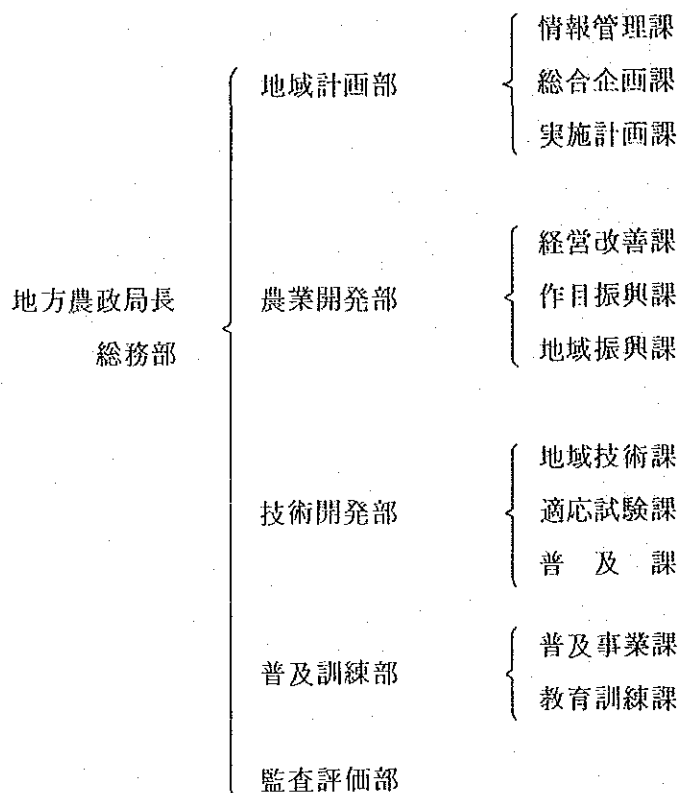 地方農政局長
総務部
地域計画部
情報管理課
総合企画課
実施計画課
農業開発部
経営改善課
作目振興課
地域振興課
技術開発部
地域技術課
適応試験課
普及課
普及訓練部
普及事業課
教育訓練課
監査評価部